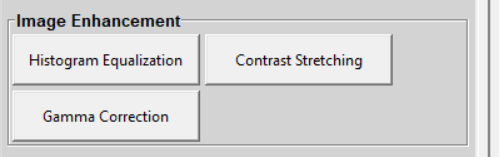 Image Enhancement
Histogram Equalization
Contrast Stretching
Gamma Correction